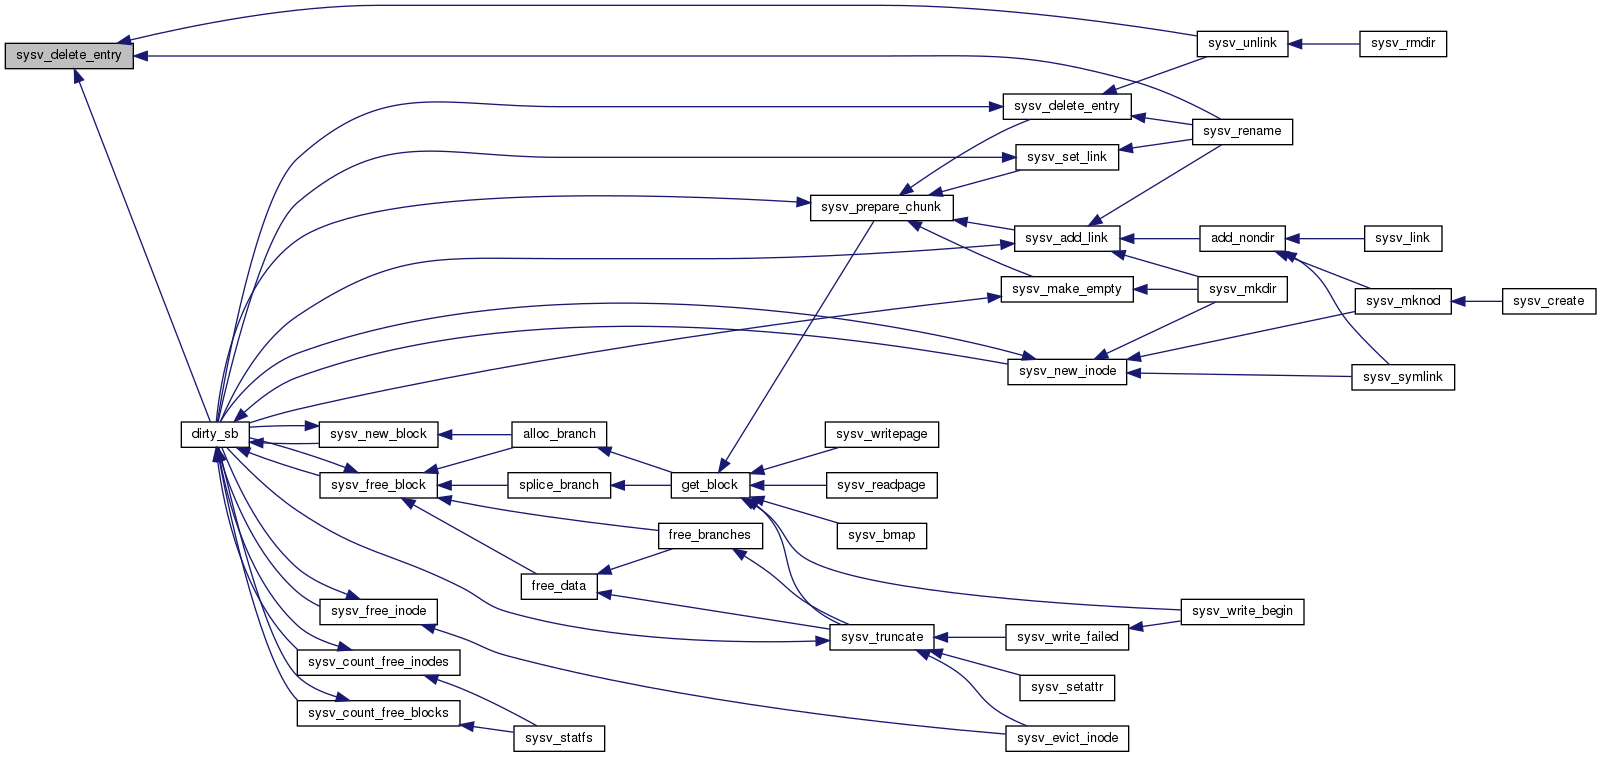 sysv_unlink
sysv_rmdir
sysv_delete_entry
sysv_delete_entry
sysv_rename
sysv_set_link
sysv_prepare_chunk
sysv_add_link
add_nondir
sysv_link
sysv_make_empty
sysv_mkdir
sysv_mknod
sysv_create
sysv_new_inode
sysv_symlink
dirty_sb
sysv_new_block
alloc_branch
sysv_writepage
sysv_free_block
splice_branch
get_block
sysv_readpage
free_branches
sysv_bmap
free_data
sysv_free_inode
sysv_write_begin
sysv_truncate
sysv_write_failed
sysv_count_free_inodes
sysv_setattr
sysv_count_free_blocks
sysv_statfs
sysv_evict_inode